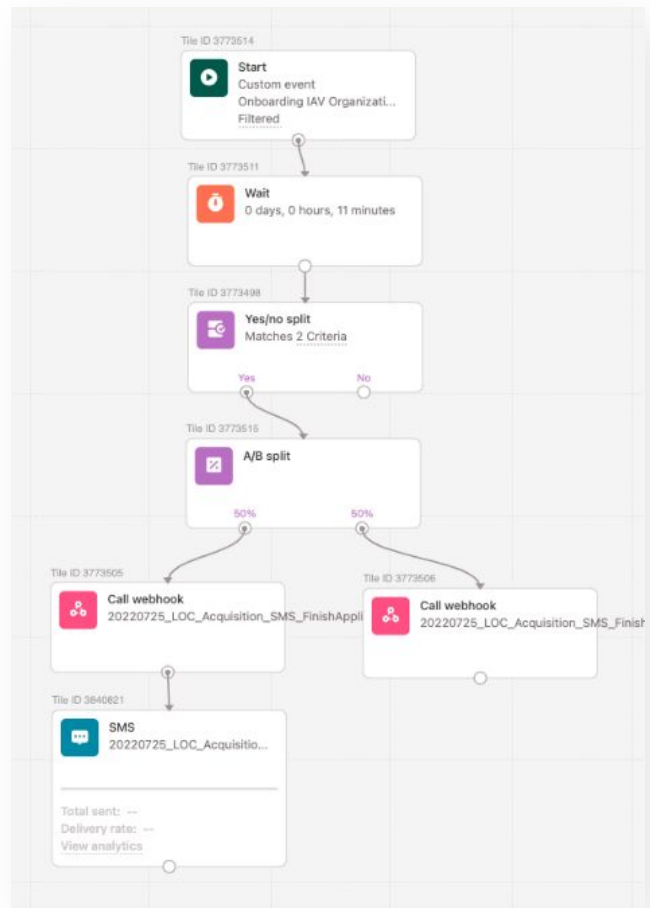 Tile ID 3773514
Start
Custom event
Onboarding IAV Organizati...
Filtered
Tile ID 3773511
Wait
0 days, 0 hours, 11 minutes
Tile ID 3773498
Yes/no split
Matches 2 Criteria
Yes
No
Tile ID 3773515
A/B split
50%
50%
Tile ID 3773505
Call webhook
20220725_LOC_Acquisition_SMS_FinishAppli
Tile ID 3773506
Call webhook
20220725_LOC_Acquisition_SMS_Finish
Tile ID 3840821
SMS
20220725_LOC_Acquisitio...
Total sent: --
Delivery rate: --
View analytics